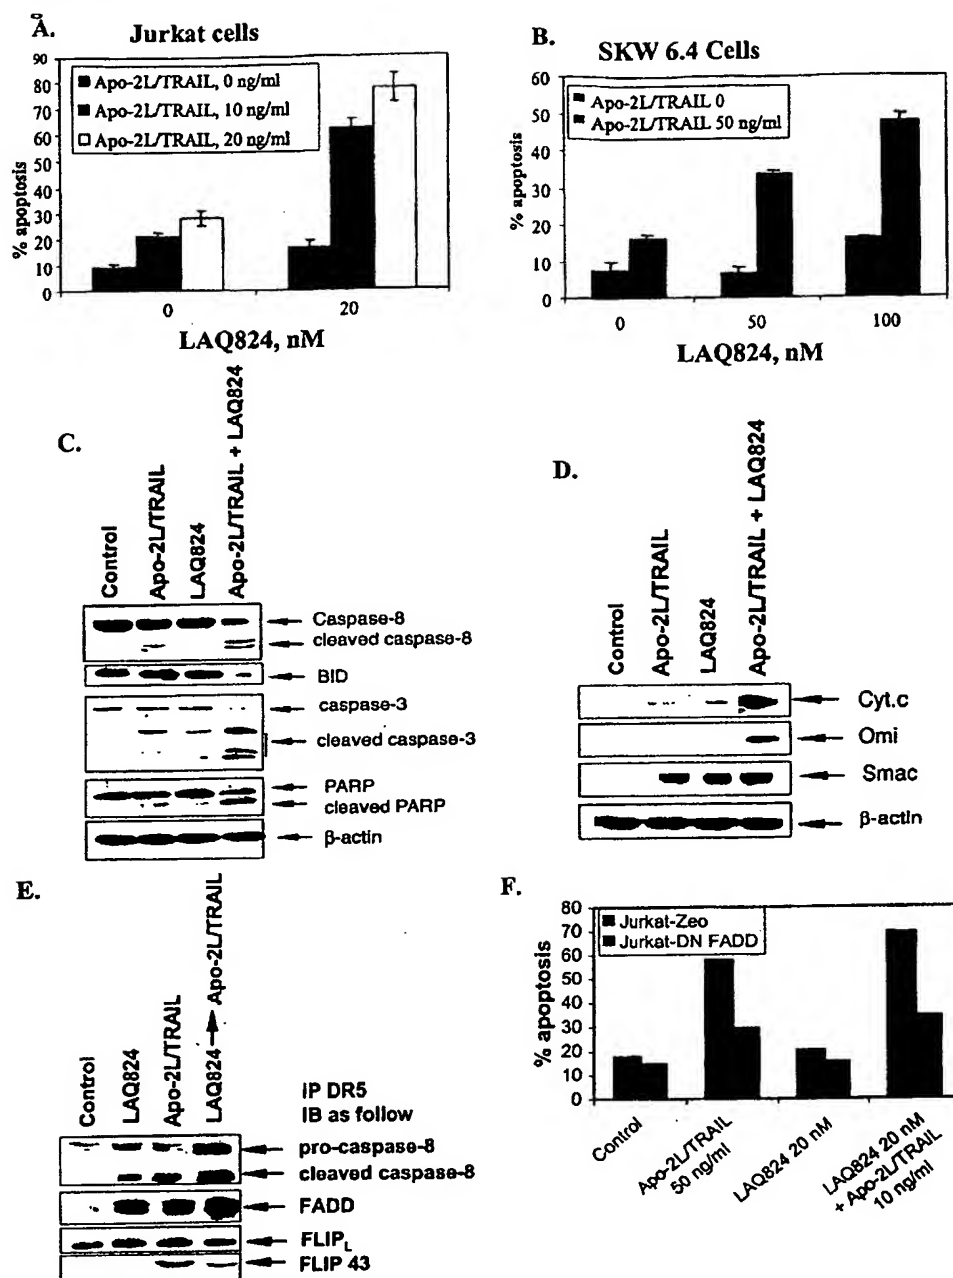 A.
Jurkat cells
90
80
70
60
50
40
30
20
10
0
% apoptosis
Apo-2L/TRAIL, 0 ng/ml
Apo-2L/TRAIL, 10 ng/ml
Apo-2L/TRAIL, 20 ng/ml
0
20
LAQ824, nM
B.
SKW 6.4 Cells
60
50
40
30
20
10
0
% apoptosis
Apo-2L/TRAIL 0
Apo-2L/TRAIL 50 ng/ml
0
50
100
LAQ824, nM
C.
Control
Apo-2L/TRAIL
LAQ824
Apo-2L/TRAIL + LAQ824
Caspase-8
cleaved caspase-8
BID
caspase-3
cleaved caspase-3
PARP
cleaved PARP
β-actin
D.
Control
Apo-2L/TRAIL
LAQ824
Apo-2L/TRAIL + LAQ824
Cyt.c
Omi
Smac
β-actin
E.
Control
LAQ824
Apo-2L/TRAIL
LAQ824→Apo-2L/TRAIL
IP DR5
IB as follow
pro-caspase-8
cleaved caspase-8
FADD
FLIPL
FLIP 43
F.
80
70
60
50
40
30
20
10
0
% apoptosis
Jurkat-Zeo
Jurkat-DN FADD
Control
Apo-2L/TRAIL
50 ng/ml
LAQ824 20 nM
LAQ824 20 nM
+ Apo-2L/TRAIL
10 ng/ml